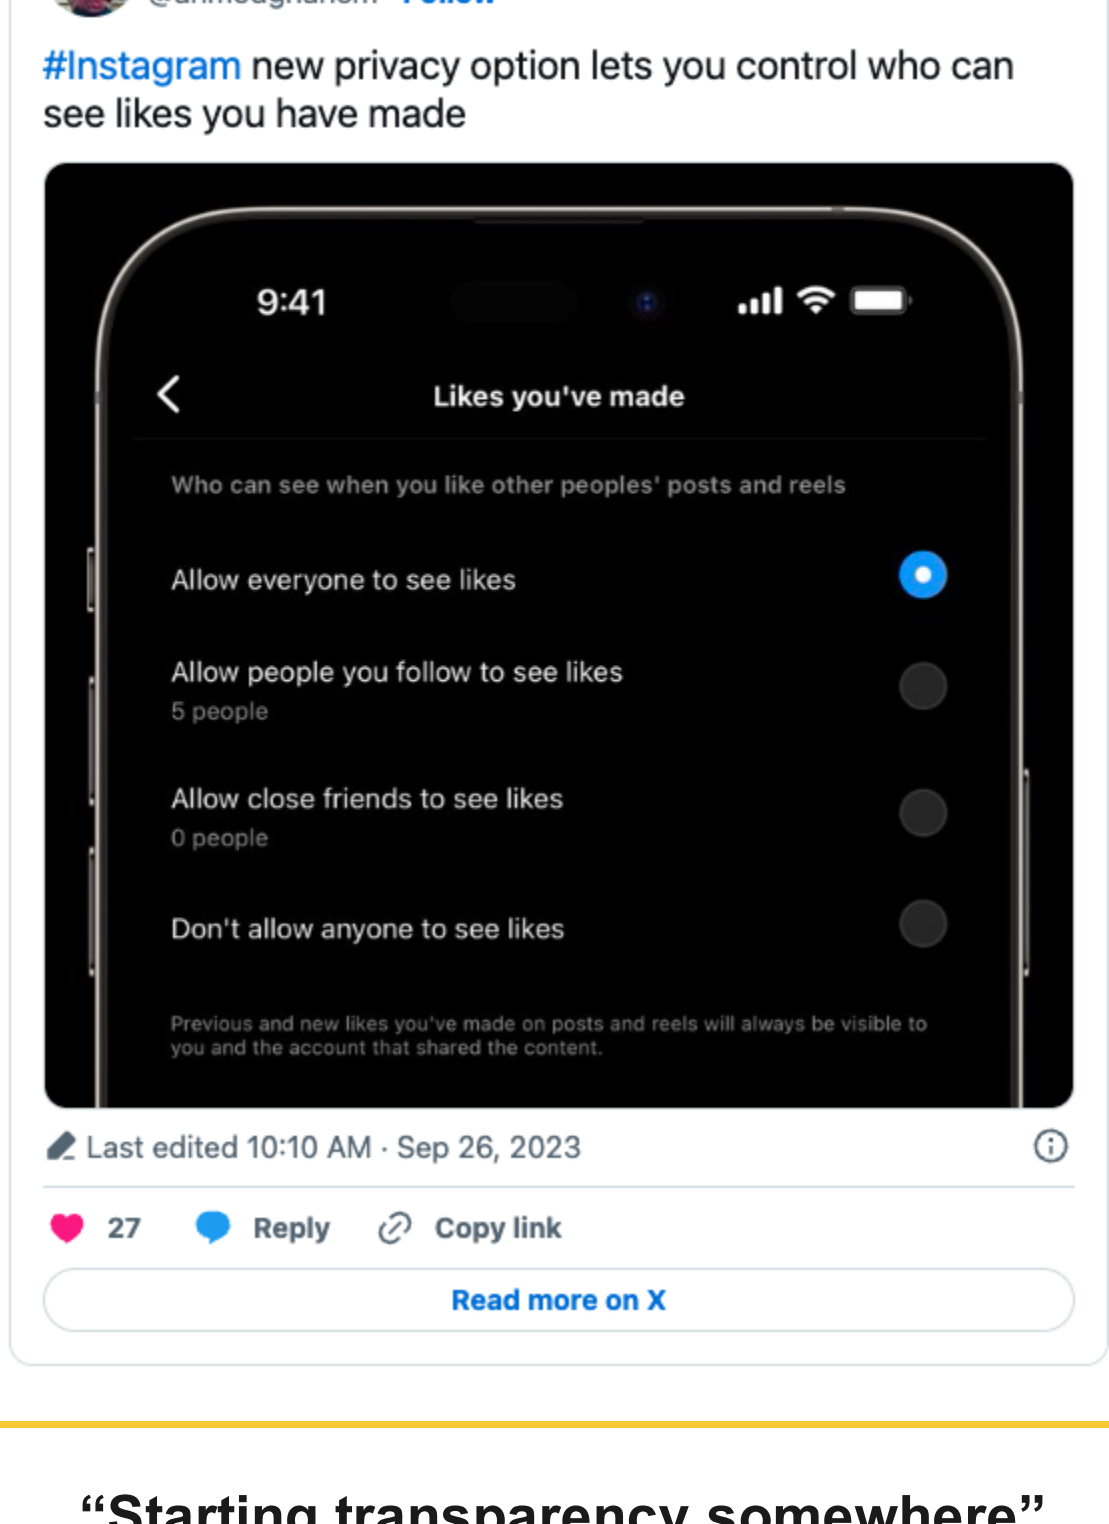 Follow
#Instagram new privacy option lets you control who can
see likes you have made
9:41
Likes you've made
Who can see when you like other peoples' posts and reels
Allow everyone to see likes
Allow people you follow to see likes
5 people
Allow close friends to see likes
0 people
Don't allow anyone to see likes
Previous and new likes you've made on posts and reels will always be visible to
you and the account that shared the content.
Last edited 10:10 AM · Sep 26, 2023
27 Reply Copy link
Read more on X
“Starting transparency somewhere”